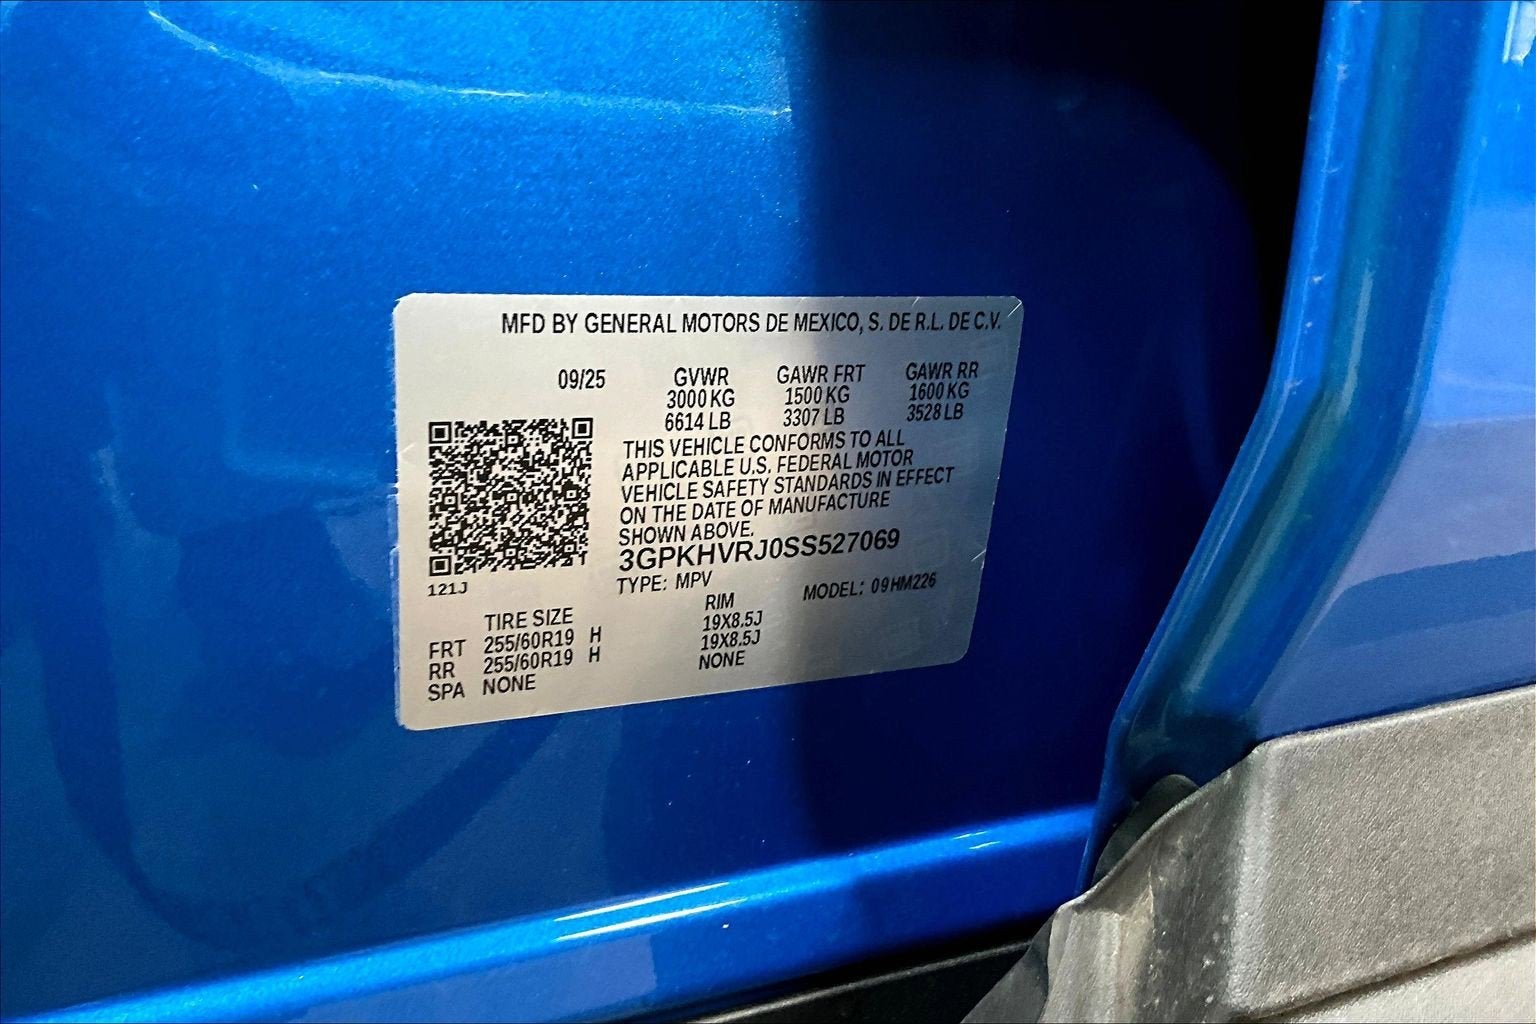 MFD BY GENERAL MOTORS DE MEXICO, S. DE R.L. DE C.V.
09/25 GVWR GAWR FRT GAWR RR
3000 KG 1500 KG 1600 KG
6614 LB 3307 LB 3528 LB
THIS VEHICLE CONFORMS TO ALL
APPLICABLE U.S. FEDERAL MOTOR
VEHICLE SAFETY STANDARDS IN EFFECT
ON THE DATE OF MANUFACTURE
SHOWN ABOVE.
3GPKHVRJ0SS527069
TYPE: MPV MODEL: 09HM226
121J
TIRE SIZE RIM
FRT 255/60R19 H 19X8.5J
RR 255/60R19 H 19X8.5J
SPA NONE NONE